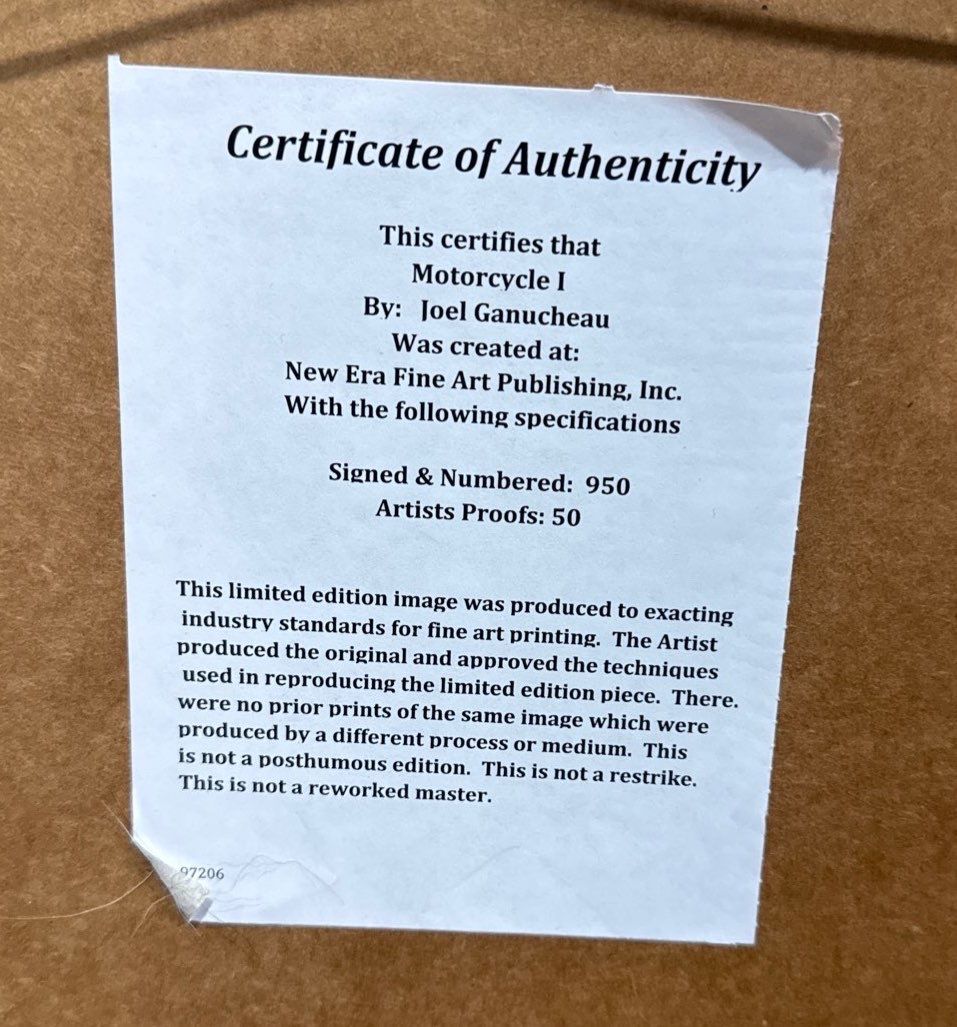 Certificate of Authenticity
This certifies that
Motorcycle I
By: Joel Ganucheau
Was created at:
New Era Fine Art Publishing, Inc.
With the following specifications
Signed & Numbered: 950
Artists Proofs: 50
This limited edition image was produced to exacting
industry standards for fine art printing. The Artist
produced the original and approved the techniques
used in reproducing the limited edition piece. There.
were no prior prints of the same image which were
produced by a different process or medium. This
is not a posthumous edition. This is not a restrike.
This is not a reworked master.
97206